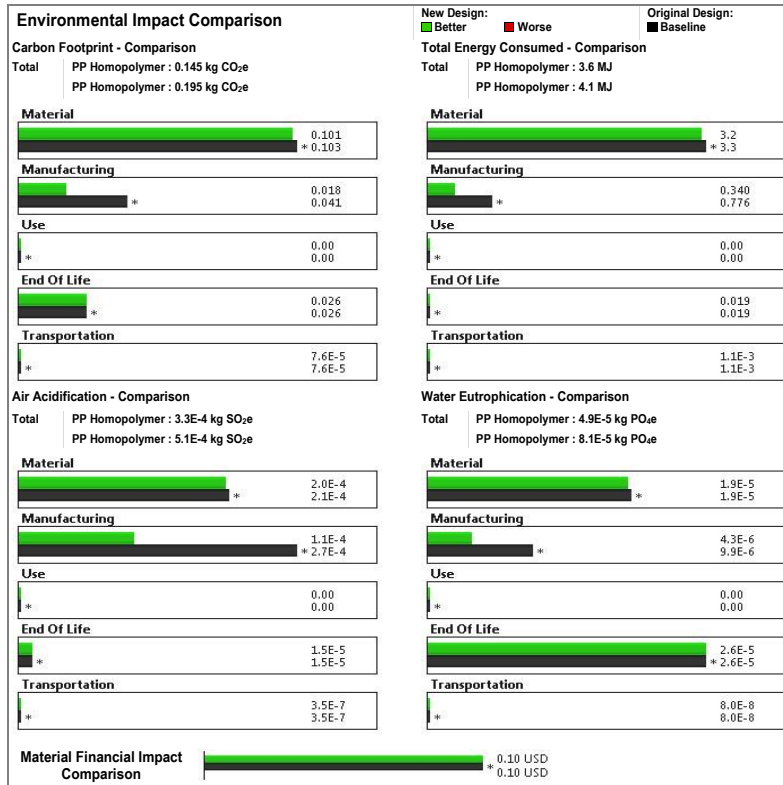 Environmental Impact Comparison
New Design:
Better Worse
Original Design:
Baseline
Carbon Footprint - Comparison
Total PP Homopolymer : 0.145 kg CO₂e
PP Homopolymer : 0.195 kg CO₂e
Material
0.101
* 0.103
Manufacturing
0.018
* 0.041
Use
0.00
* 0.00
End Of Life
0.026
* 0.026
Transportation
7.6E-5
* 7.6E-5
Total Energy Consumed - Comparison
Total PP Homopolymer : 3.6 MJ
PP Homopolymer : 4.1 MJ
Material
3.2
* 3.3
Manufacturing
0.340
* 0.776
Use
0.00
* 0.00
End Of Life
0.019
* 0.019
Transportation
1.1E-3
* 1.1E-3
Air Acidification - Comparison
Total PP Homopolymer : 3.3E-4 kg SO₂e
PP Homopolymer : 5.1E-4 kg SO₂e
Material
2.0E-4
* 2.1E-4
Manufacturing
1.1E-4
* 2.7E-4
Use
0.00
* 0.00
End Of Life
1.5E-5
* 1.5E-5
Transportation
3.5E-7
* 3.5E-7
Water Eutrophication - Comparison
Total PP Homopolymer : 4.9E-5 kg PO₄e
PP Homopolymer : 8.1E-5 kg PO₄e
Material
1.9E-5
* 1.9E-5
Manufacturing
4.3E-6
* 9.9E-6
Use
0.00
* 0.00
End Of Life
2.6E-5
* 2.6E-5
Transportation
8.0E-8
* 8.0E-8
Material Financial Impact
Comparison
0.10 USD
* 0.10 USD